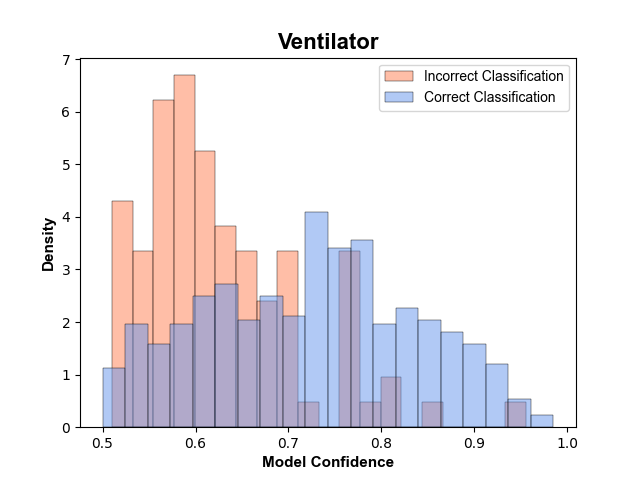 Ventilator
Incorrect Classification
Correct Classification
Density
7
6
5
4
3
2
1
0
0.5 0.6 0.7 0.8 0.9 1.0
Model Confidence